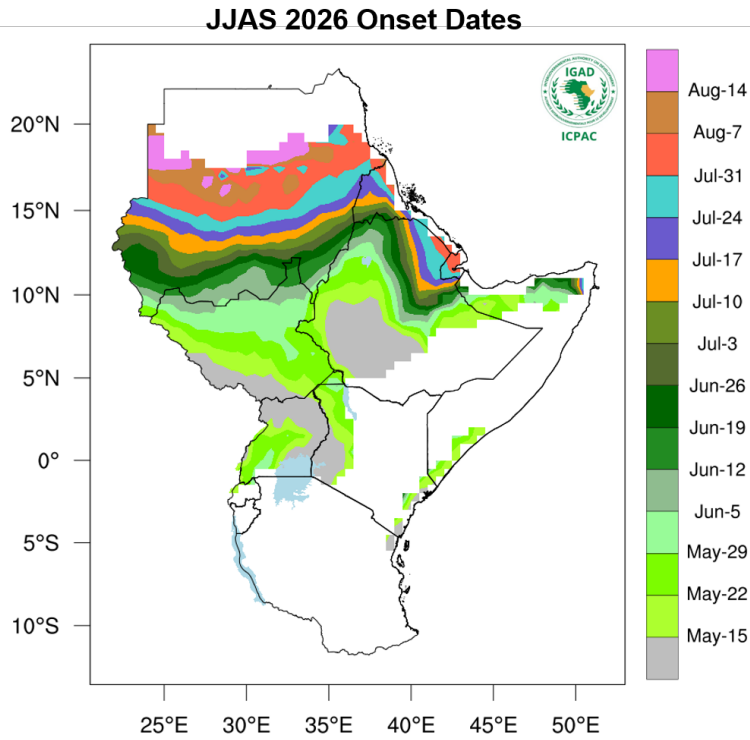 JJAS 2026 Onset Dates
IGAD
ICPAC
20°N
15°N
10°N
5°N
0°
5°S
10°S
25°E
30°E
35°E
40°E
45°E
50°E
Aug-14
Aug-7
Jul-31
Jul-24
Jul-17
Jul-10
Jul-3
Jun-26
Jun-19
Jun-12
Jun-5
May-29
May-22
May-15